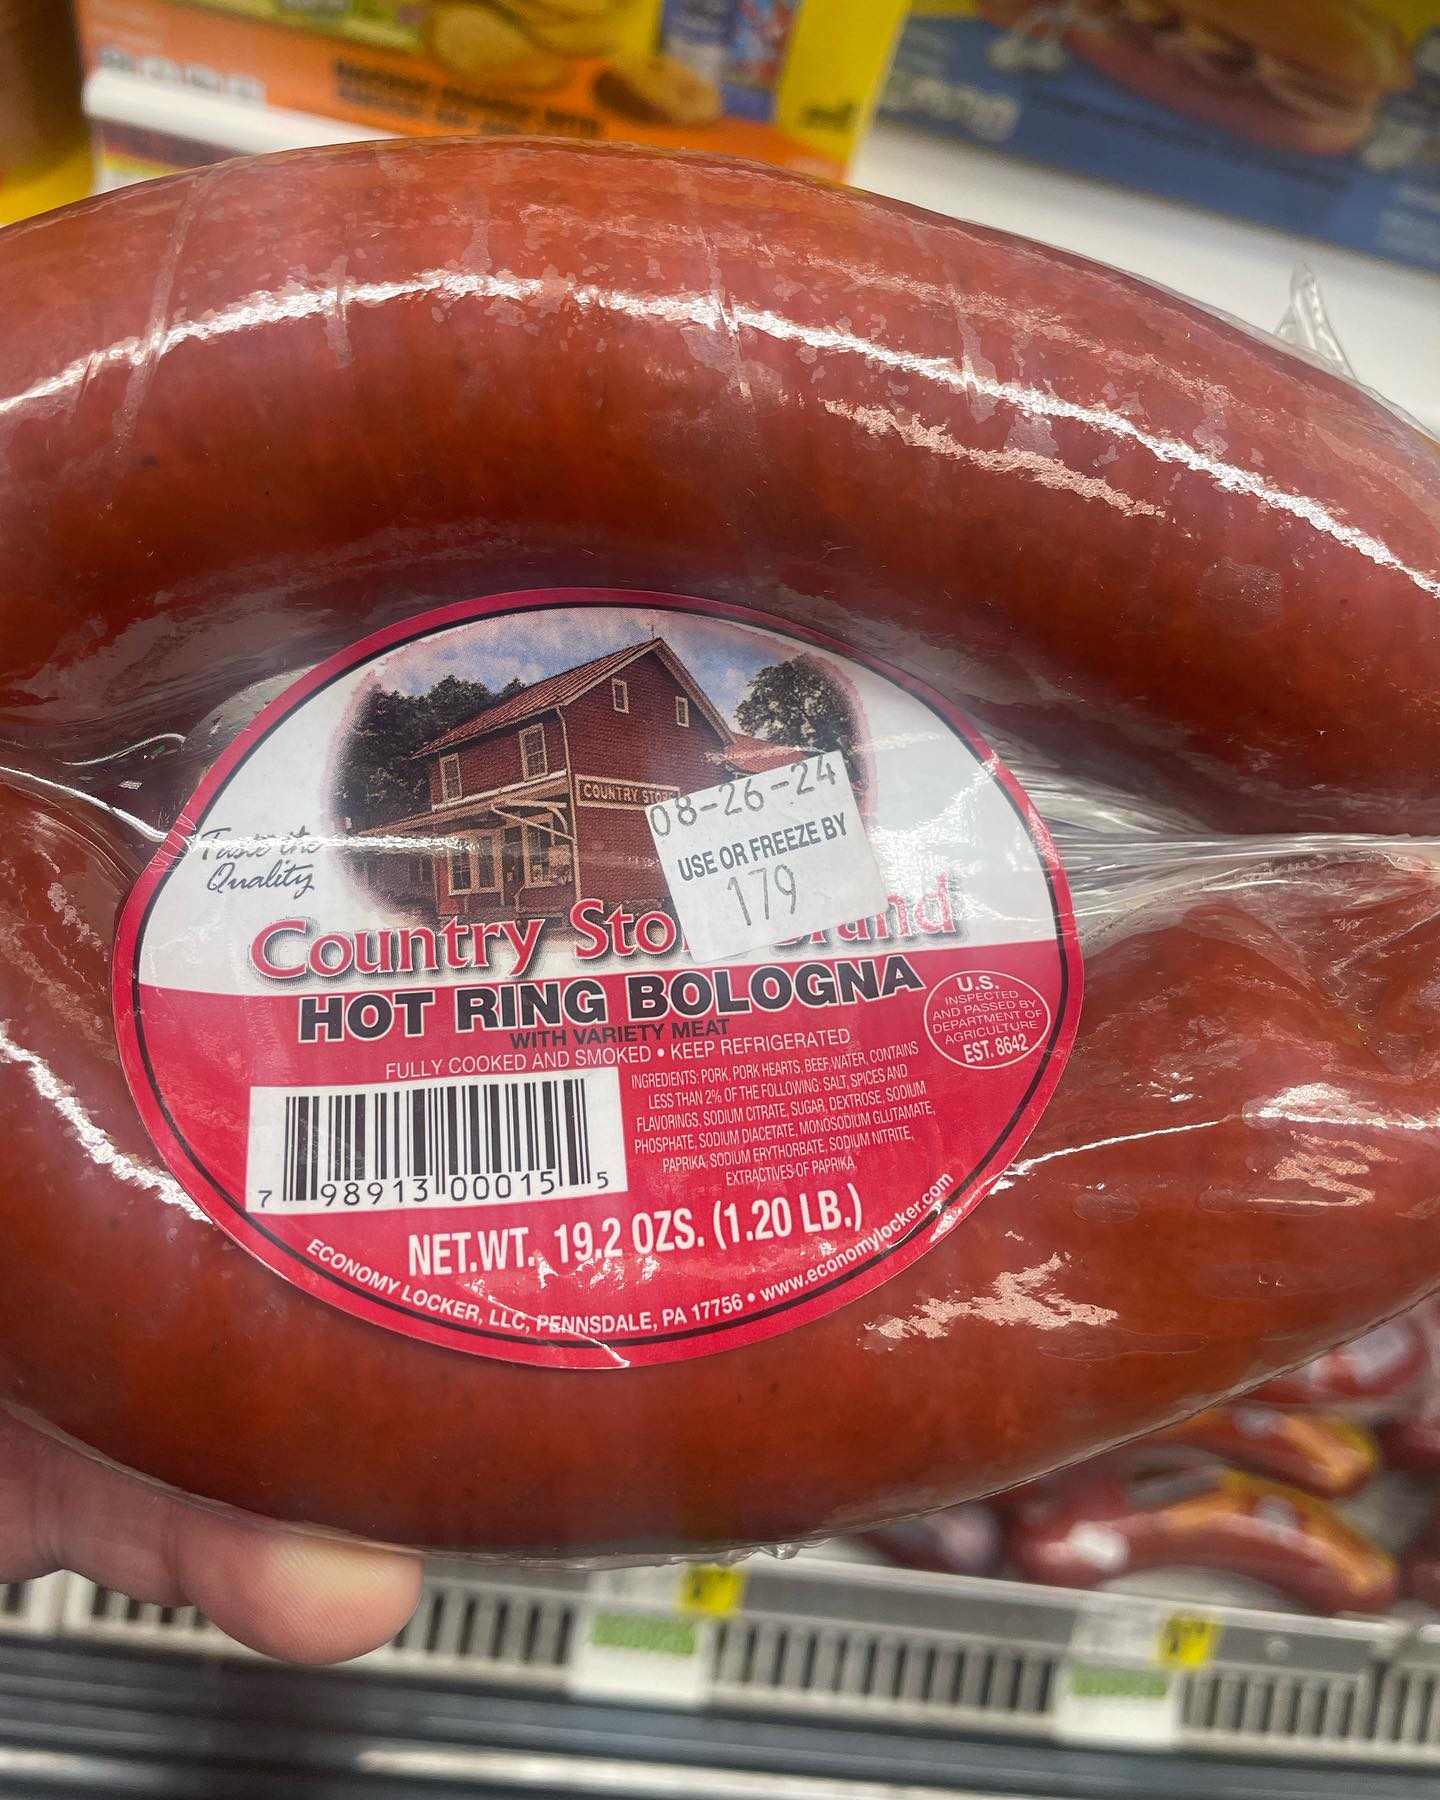 COUNTRY STORE
08-26-24
USE OR FREEZE BY
179
Taste the
Quality
Country Sto Brand
HOT RING BOLOGNA
WITH VARIETY MEAT
FULLY COOKED AND SMOKED • KEEP REFRIGERATED
U.S.
INSPECTED
AND PASSED BY
DEPARTMENT OF
AGRICULTURE
EST. 8642
INGREDIENTS: PORK, PORK HEARTS, BEEF, WATER, CONTAINS
LESS THAN 2% OF THE FOLLOWING: SALT, SPICES AND
FLAVORINGS, SODIUM CITRATE, SUGAR, DEXTROSE, SODIUM
PHOSPHATE, SODIUM DIACETATE, MONOSODIUM GLUTAMATE,
PAPRIKA, SODIUM ERYTHORBATE, SODIUM NITRITE,
EXTRACTIVES OF PAPRIKA
7 98913 00015 5
NET.WT. 19.2 OZS. (1.20 LB.)
ECONOMY LOCKER, LLC, PENNSDALE, PA 17756 • www.economylocker.com